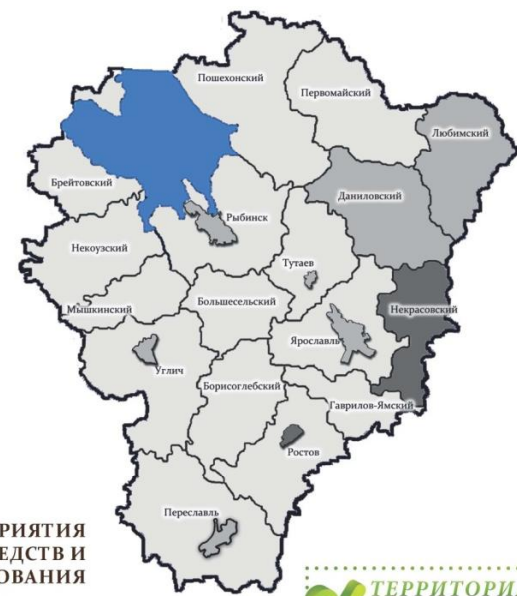 Пошехонский
Первомайский
Любимский
Брейтовский
Даниловский
Рыбинск
Некоузский
Тутаев
Мышкинский
Большесельский
Некрасовский
Ярославль
Углич
Борисоглебский
Гаврилов-Ямский
Ростов
Переславль
РИЯТИЯ
ЕДСТВ И
ОВАНИЯ
ТЕРРИТОРИ